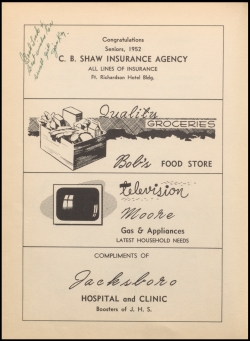 Congratulations
Seniors, 1952
C. B. SHAW INSURANCE AGENCY
ALL LINES OF INSURANCE
Ft. Richardson Hotel Bldg.
Quality
GROCERIES
Bob's FOOD STORE
television
Moore
Gas & Appliances
LATEST HOUSEHOLD NEEDS
COMPLIMENTS OF
Jacksboro
HOSPITAL and CLINIC
Boosters of J. H. S.